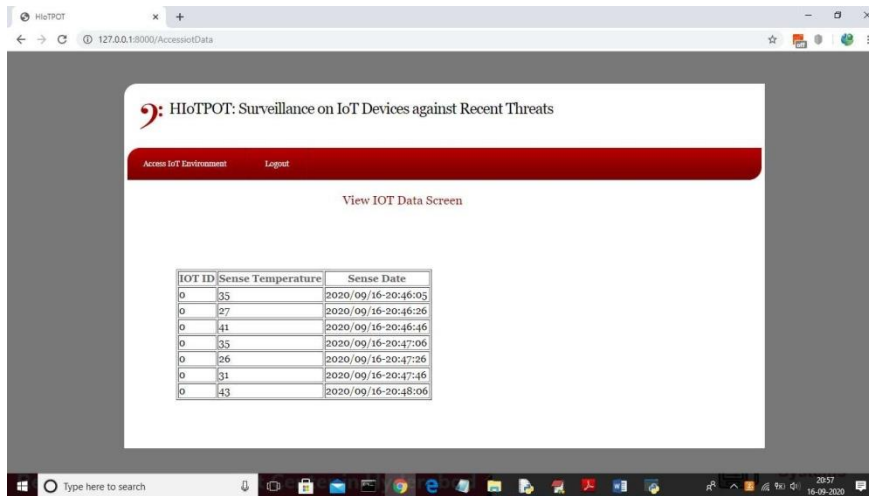 HIoTPOT
127.0.0.1:8000/AccessiotData
HIoTPOT: Surveillance on IoT Devices against Recent Threats
Access IoT Environment Logout
View IOT Data Screen
IOT ID Sense Temperature Sense Date
0 35 2020/09/16-20:46:05
0 27 2020/09/16-20:46:26
0 41 2020/09/16-20:46:46
0 35 2020/09/16-20:47:06
0 26 2020/09/16-20:47:26
0 31 2020/09/16-20:47:46
0 43 2020/09/16-20:48:06
Type here to search
20:57
16-09-2020